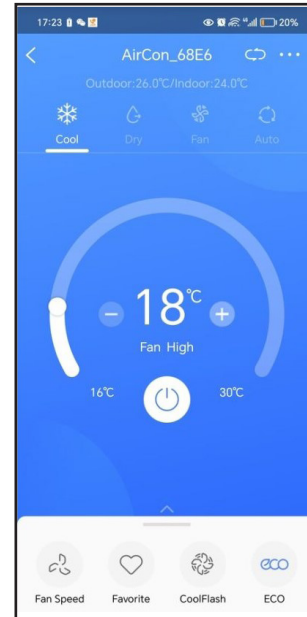 17:23 20%
AirCon_68E6
Outdoor:26.0℃/Indoor:24.0℃
Cool Dry Fan Auto
18℃
Fan High
16℃ 30℃
eco
Fan Speed Favorite CoolFlash ECO